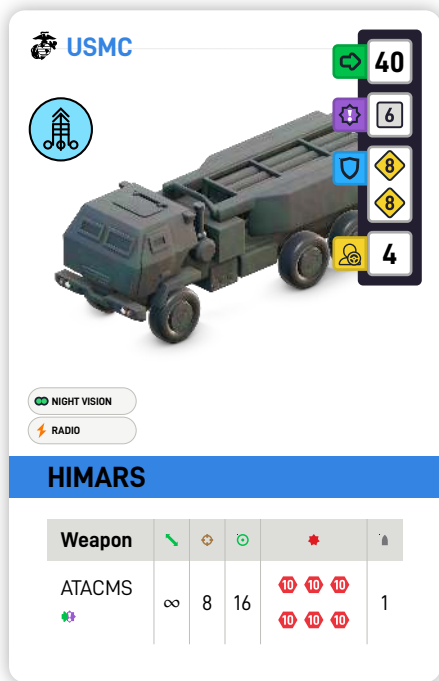 USMC
40
6
8
8
4
NIGHT VISION
RADIO
HIMARS
Weapon
ATACMS ∞ 8 16 10 10 10 1
10 10 10